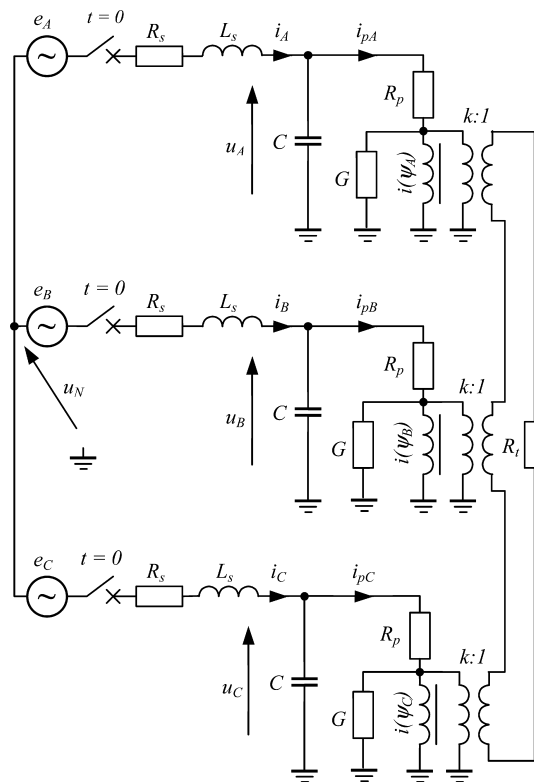 e_A t=0 R_s L_s i_A i_pA
R_p
k:1
u_A C G i(ψ_A)
e_B t=0 R_s L_s i_B i_pB
R_p k:1
u_N u_B C G i(ψ_B) R_t
e_C t=0 R_s L_s i_C i_pC
R_p k:1
u_C C G i(ψ_C)